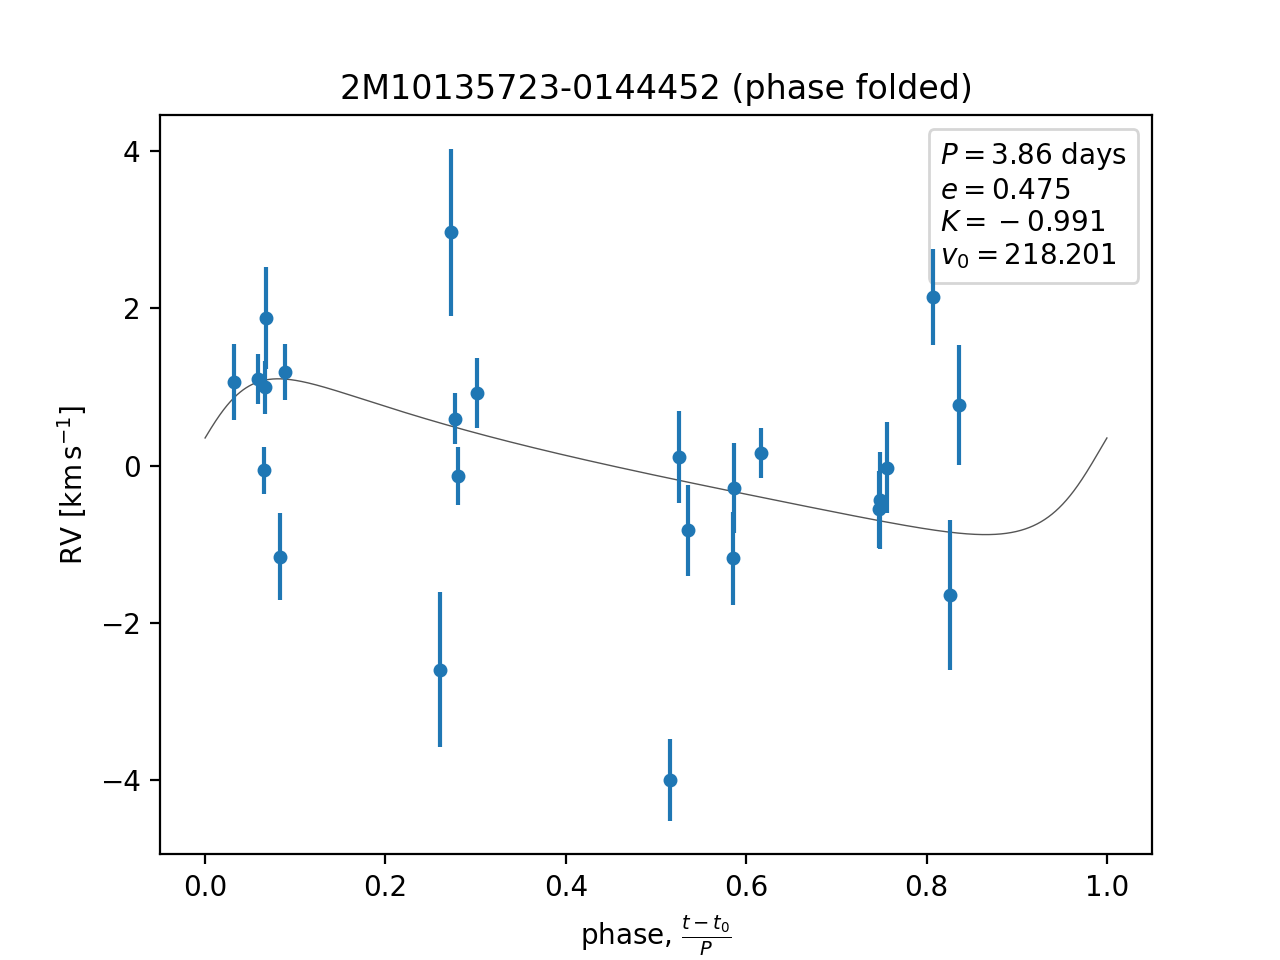 2M10135723-0144452 (phase folded)
P = 3.86 days
e = 0.475
K = −0.991
v₀ = 218.201
4
2
0
−2
−4
RV [km s⁻¹]
0.0 0.2 0.4 0.6 0.8 1.0
phase, (t − t₀)/P